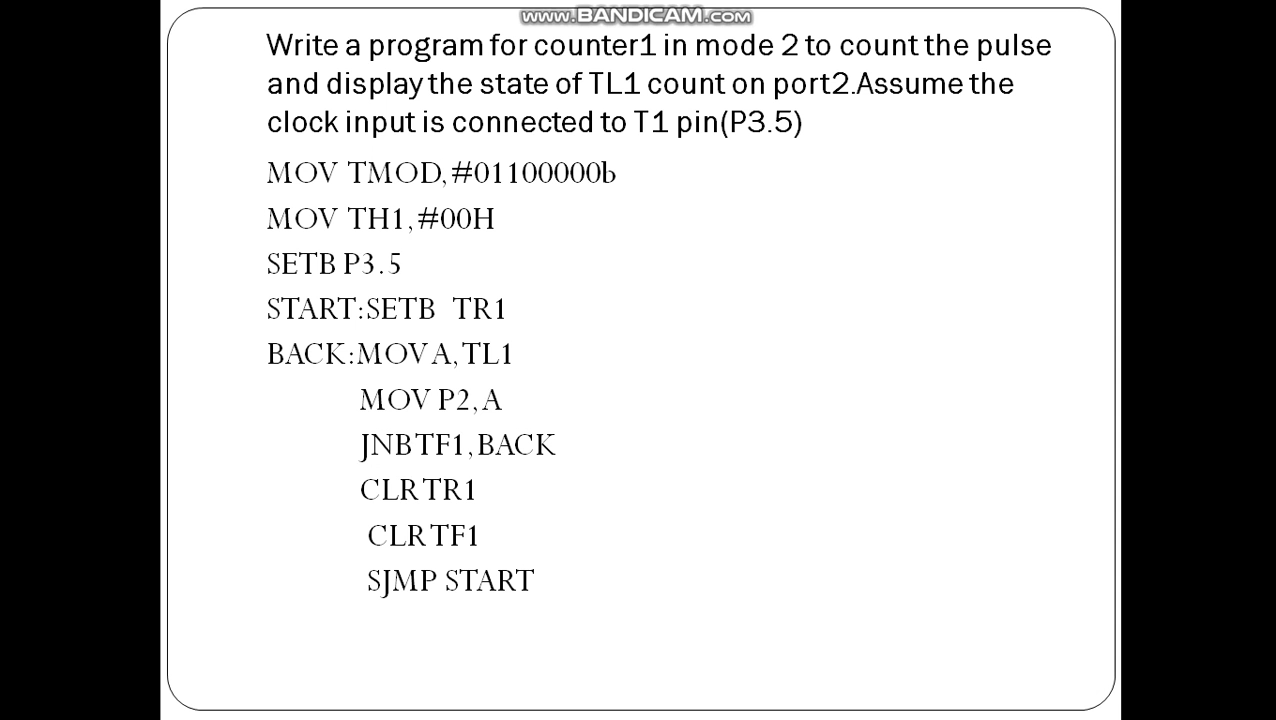 www.BANDICAM.com
Write a program for counter1 in mode 2 to count the pulse
and display the state of TL1 count on port2.Assume the
clock input is connected to T1 pin(P3.5)
MOV TMOD,#01100000b
MOV TH1,#00H
SETB P3.5
START:SETB TR1
BACK:MOV A,TL1
MOV P2,A
JNB TF1,BACK
CLR TR1
CLR TF1
SJMP START